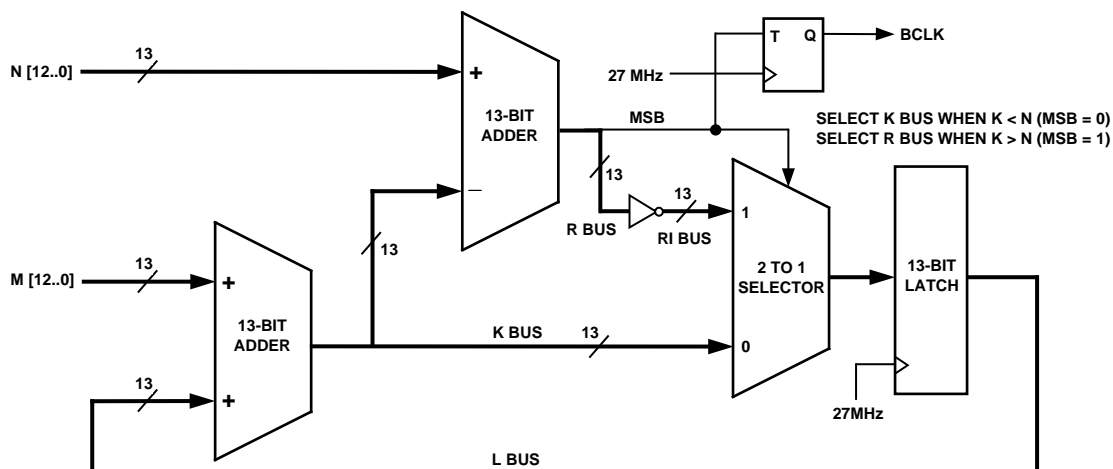 N [12..0]
13
+
13-BIT
ADDER
–
T Q
BCLK
27 MHz
MSB
SELECT K BUS WHEN K < N (MSB = 0)
SELECT R BUS WHEN K > N (MSB = 1)
13
R BUS
13
RI BUS
1
2 TO 1
SELECTOR
0
13-BIT
LATCH
27MHz
M [12..0]
13
+
13-BIT
ADDER
13
+
13
K BUS
13
L BUS